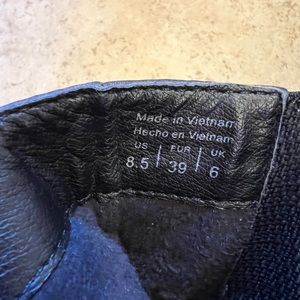 Made in Vietnam
Hecho en Vietnam
US | EUR | UK
8.5 | 39 | 6